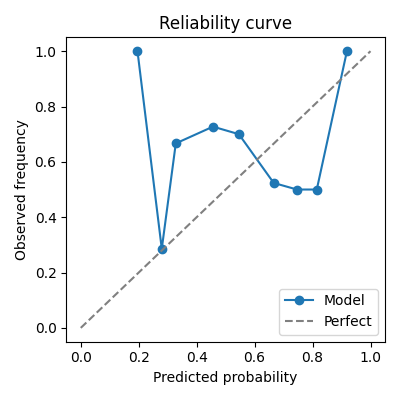 Reliability curve
1.0
0.8
0.6
0.4
0.2
0.0
Observed frequency
0.0 0.2 0.4 0.6 0.8 1.0
Predicted probability
Model
Perfect